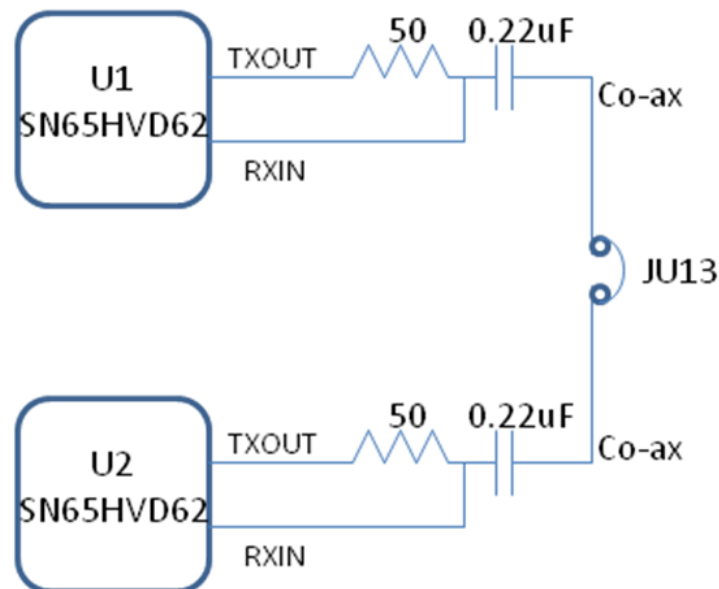 50 0.22uF
TXOUT
U1
SN65HVD62
Co-ax
RXIN
JU13
50 0.22uF
TXOUT
U2
SN65HVD62
Co-ax
RXIN